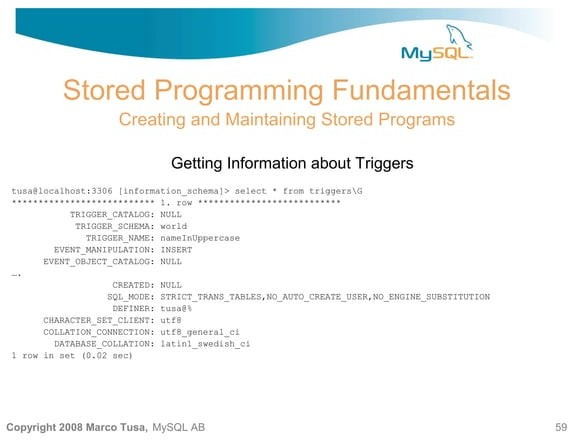 MySQL
Stored Programming Fundamentals
Creating and Maintaining Stored Programs
Getting Information about Triggers
tusa@localhost:3306 [information_schema]> select * from triggers\G
*************************** 1. row ***************************
TRIGGER_CATALOG: NULL
TRIGGER_SCHEMA: world
TRIGGER_NAME: nameInUppercase
EVENT_MANIPULATION: INSERT
EVENT_OBJECT_CATALOG: NULL
….
CREATED: NULL
SQL_MODE: STRICT_TRANS_TABLES,NO_AUTO_CREATE_USER,NO_ENGINE_SUBSTITUTION
DEFINER: tusa@%
CHARACTER_SET_CLIENT: utf8
COLLATION_CONNECTION: utf8_general_ci
DATABASE_COLLATION: latin1_swedish_ci
1 row in set (0.02 sec)
Copyright 2008 Marco Tusa, MySQL AB
59